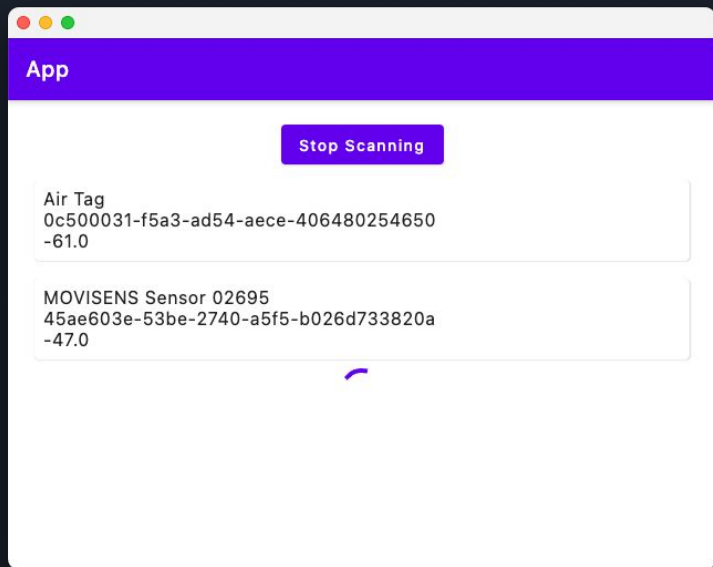 App
Stop Scanning
Air Tag
0c500031-f5a3-ad54-aece-406480254650
-61.0
MOVISENS Sensor 02695
45ae603e-53be-2740-a5f5-b026d733820a
-47.0